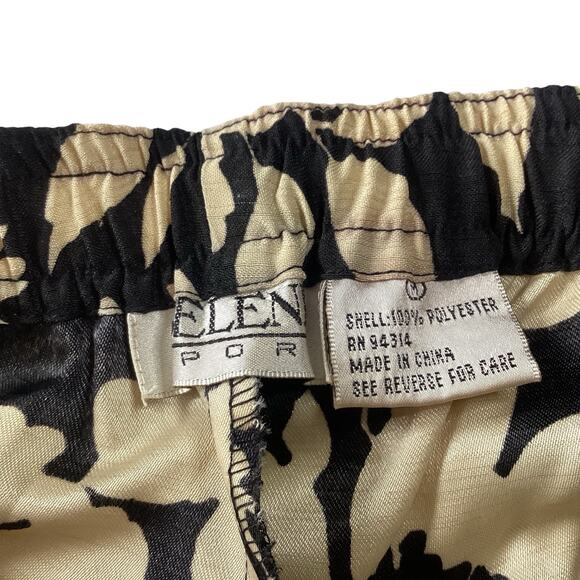 ELEN
POR
M
SHELL:100% POLYESTER
RN 94314
MADE IN CHINA
SEE REVERSE FOR CARE